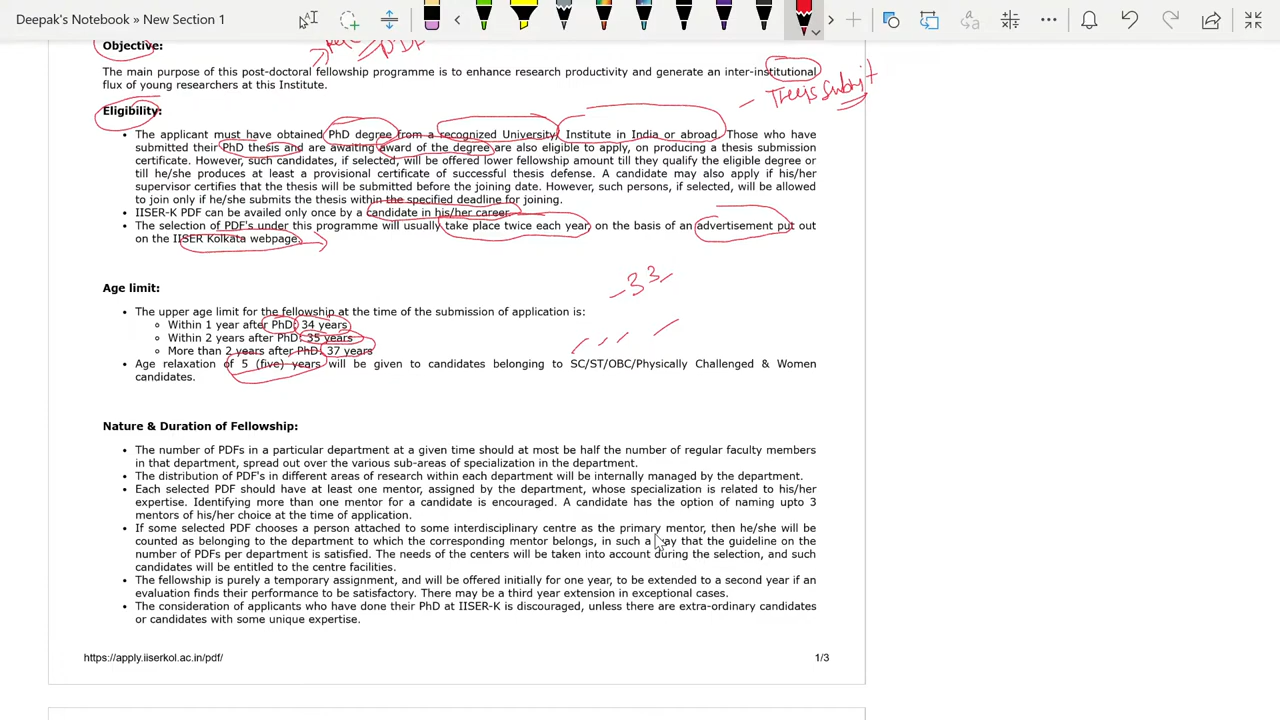 Deepak's Notebook » New Section 1
Objective:
PDF
The main purpose of this post-doctoral fellowship programme is to enhance research productivity and generate an inter-institutional
flux of young researchers at this Institute.
Thesis Submit
Eligibility:
• The applicant must have obtained PhD degree from a recognized University/ Institute in India or abroad. Those who have
submitted their PhD thesis and are awaiting award of the degree are also eligible to apply, on producing a thesis submission
certificate. However, such candidates, if selected, will be offered lower fellowship amount till they qualify the eligible degree or
till he/she produces at least a provisional certificate of successful thesis defense. A candidate may also apply if his/her
supervisor certifies that the thesis will be submitted before the joining date. However, such persons, if selected, will be allowed
to join only if he/she submits the thesis within the specified deadline for joining.
• IISER-K PDF can be availed only once by a candidate in his/her career.
• The selection of PDF's under this programme will usually take place twice each year, on the basis of an advertisement put out
on the IISER Kolkata webpage.
33
Age limit:
• The upper age limit for the fellowship at the time of the submission of application is:
Within 1 year after PhD: 34 years
Within 2 years after PhD: 35 years
More than 2 years after PhD: 37 years
• Age relaxation of 5 (five) years will be given to candidates belonging to SC/ST/OBC/Physically Challenged & Women
candidates.
Nature & Duration of Fellowship:
• The number of PDFs in a particular department at a given time should at most be half the number of regular faculty members
in that department, spread out over the various sub-areas of specialization in the department.
• The distribution of PDF's in different areas of research within each department will be internally managed by the department.
• Each selected PDF should have at least one mentor, assigned by the department, whose specialization is related to his/her
expertise. Identifying more than one mentor for a candidate is encouraged. A candidate has the option of naming upto 3
mentors of his/her choice at the time of application.
• If some selected PDF chooses a person attached to some interdisciplinary centre as the primary mentor, then he/she will be
counted as belonging to the department to which the corresponding mentor belongs, in such a way that the guideline on the
number of PDFs per department is satisfied. The needs of the centers will be taken into account during the selection, and such
candidates will be entitled to the centre facilities.
• The fellowship is purely a temporary assignment, and will be offered initially for one year, to be extended to a second year if an
evaluation finds their performance to be satisfactory. There may be a third year extension in exceptional cases.
• The consideration of applicants who have done their PhD at IISER-K is discouraged, unless there are extra-ordinary candidates
or candidates with some unique expertise.
https://apply.iiserkol.ac.in/pdf/ 1/3